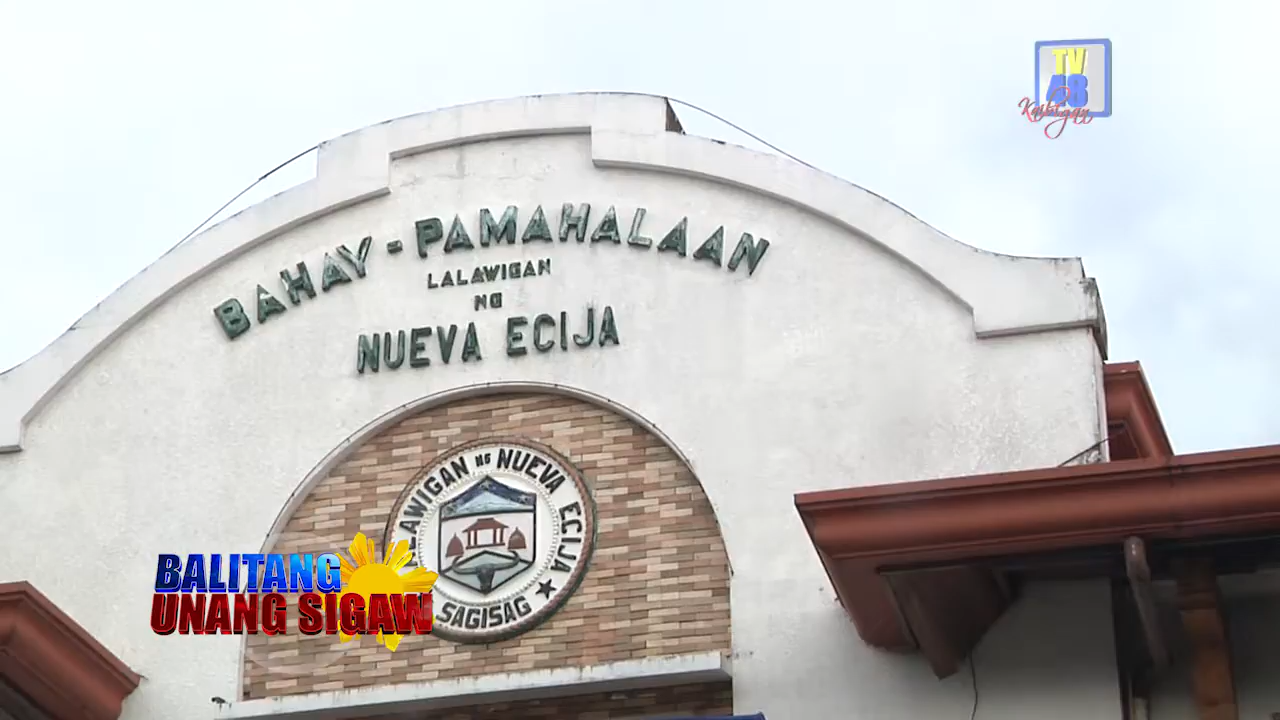 TV
48
BAHAY - PAMAHALAAN
LALAWIGAN
NG
NUEVA ECIJA
LALAWIGAN NG NUEVA ECIJA
SAGISAG
BALITANG
UNANG SIGAW